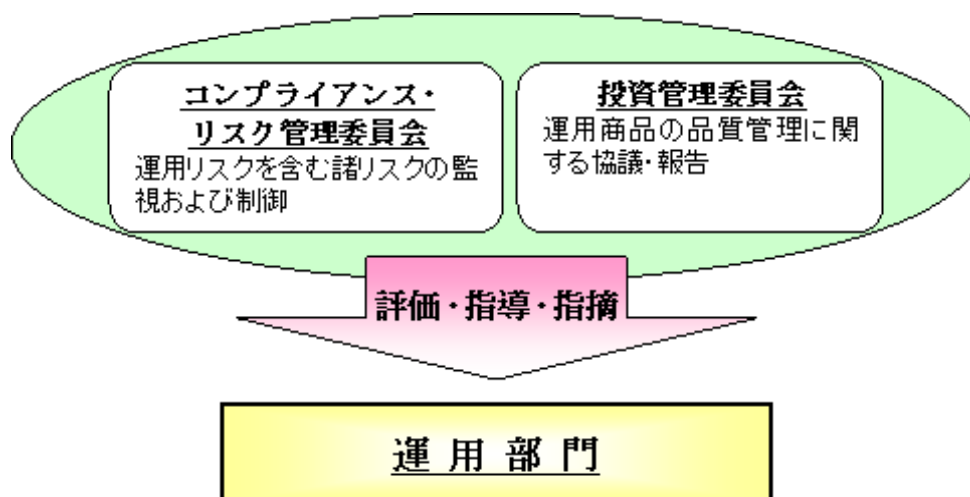 コンプライアンス・
リスク管理委員会
運用リスクを含む諸リスクの監
視および制御
投資管理委員会
運用商品の品質管理に関
する協議・報告
評価・指導・指摘
運用部門